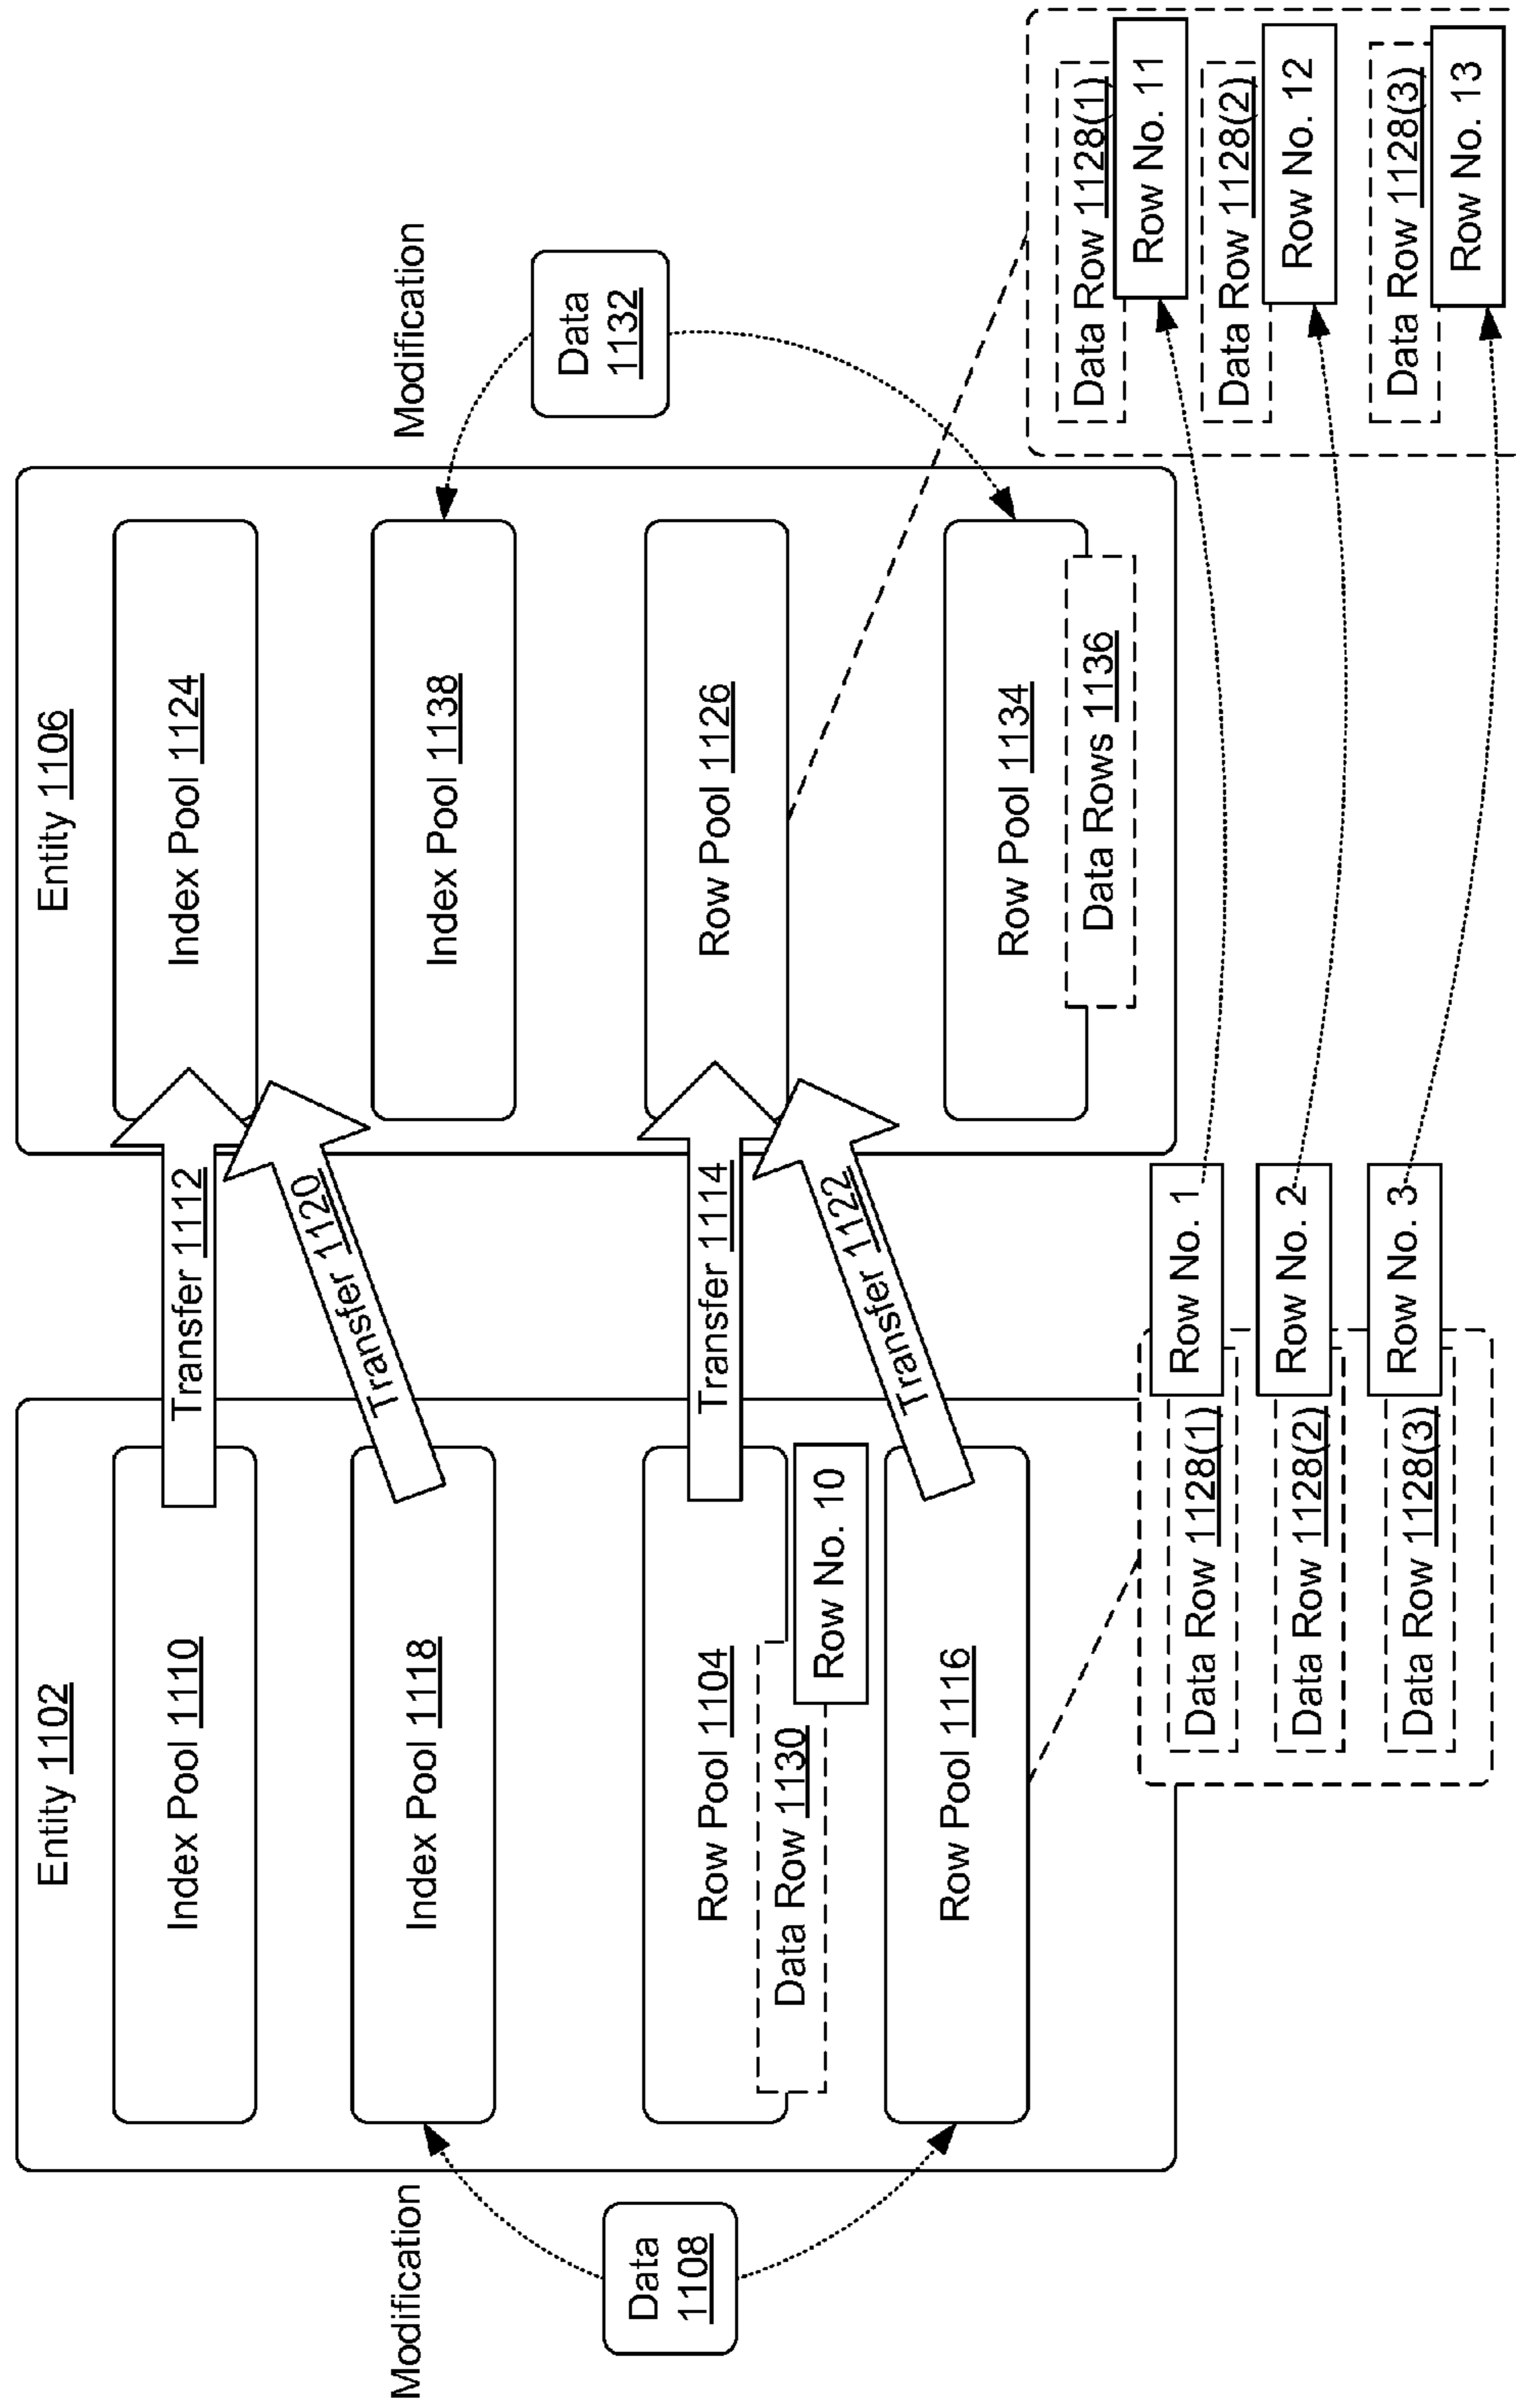 Modification
Data
1108
Entity 1102
Index Pool 1110
Index Pool 1118
Row Pool 1104
Data Row 1130
Row No. 10
Row Pool 1116
Data Row 1128(1)
Row No. 1
Data Row 1128(2)
Row No. 2
Data Row 1128(3)
Row No. 3
Transfer 1112
Transfer 1120
Transfer 1114
Transfer 1122
Entity 1106
Index Pool 1124
Index Pool 1138
Row Pool 1126
Row Pool 1134
Data Rows 1136
Modification
Data
1132
Data Row 1128(1)
Row No. 11
Data Row 1128(2)
Row No. 12
Data Row 1128(3)
Row No. 13